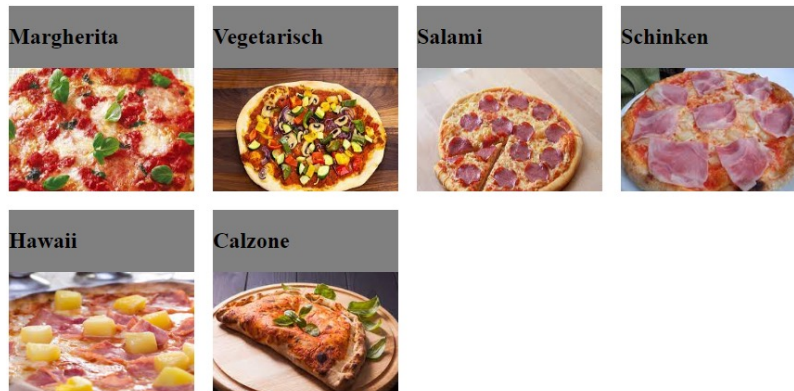 Margherita
Vegetarisch
Salami
Schinken
Hawaii
Calzone